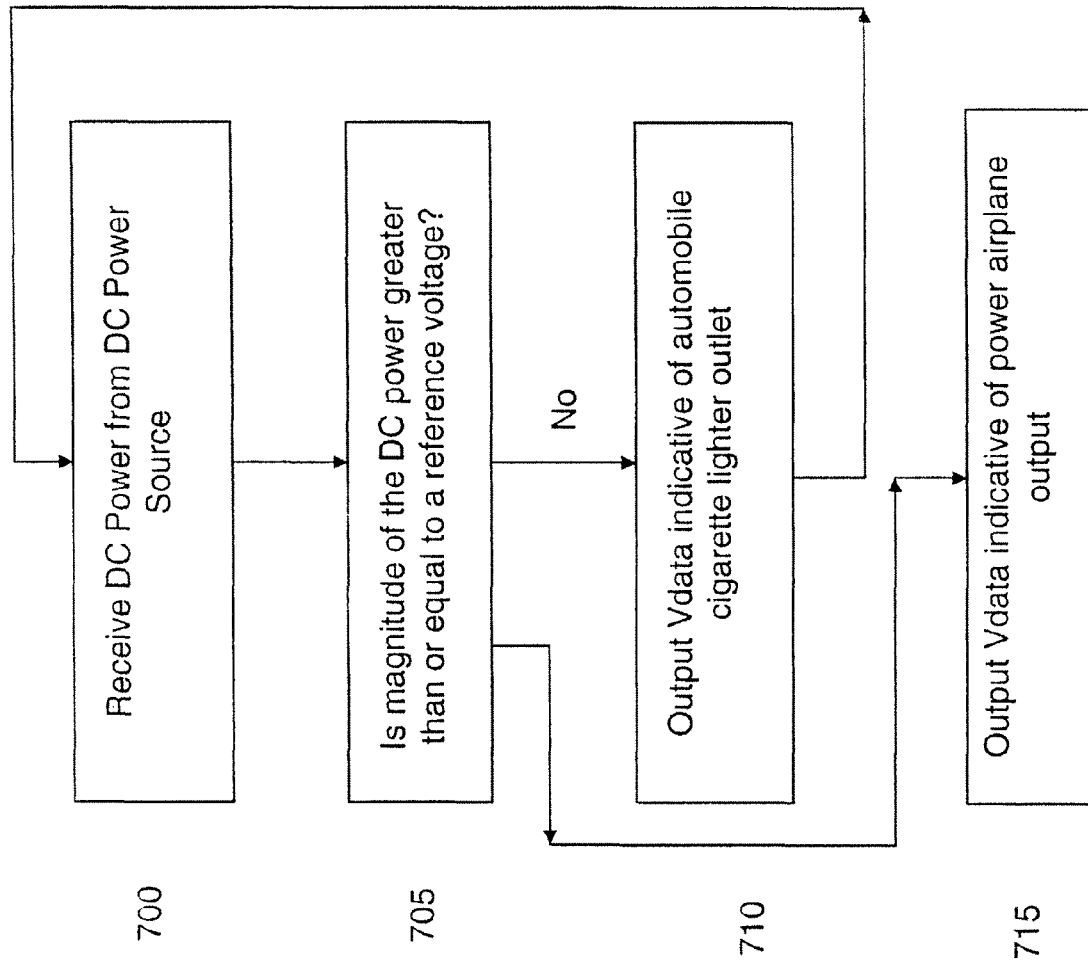 700
Receive DC Power from DC Power
Source
705
Is magnitude of the DC power greater
than or equal to a reference voltage?
No
710
Output Vdata indicative of automobile
cigarette lighter outlet
715
Output Vdata indicative of power airplane
output